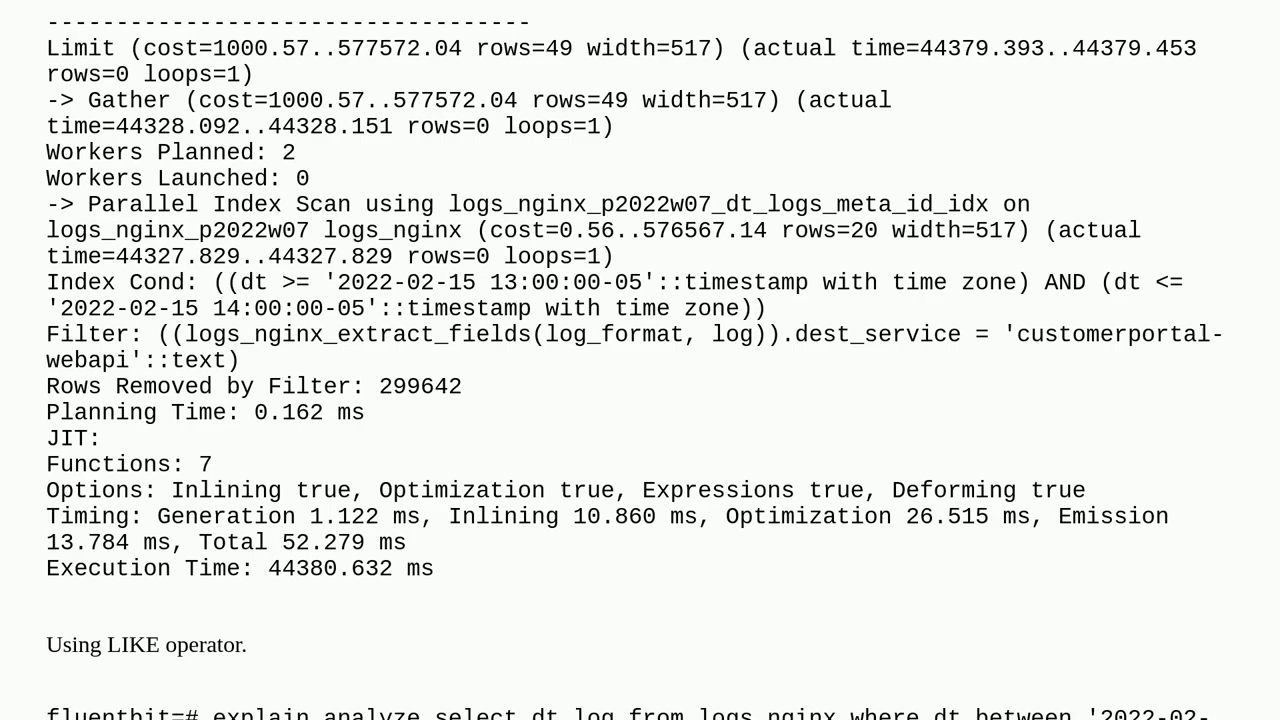 -----------------------------------
Limit (cost=1000.57..577572.04 rows=49 width=517) (actual time=44379.393..44379.453
rows=0 loops=1)
-> Gather (cost=1000.57..577572.04 rows=49 width=517) (actual
time=44328.092..44328.151 rows=0 loops=1)
Workers Planned: 2
Workers Launched: 0
-> Parallel Index Scan using logs_nginx_p2022w07_dt_logs_meta_id_idx on
logs_nginx_p2022w07 logs_nginx (cost=0.56..576567.14 rows=20 width=517) (actual
time=44327.829..44327.829 rows=0 loops=1)
Index Cond: ((dt >= '2022-02-15 13:00:00-05'::timestamp with time zone) AND (dt <=
'2022-02-15 14:00:00-05'::timestamp with time zone))
Filter: ((logs_nginx_extract_fields(log_format, log)).dest_service = 'customerportal-
webapi'::text)
Rows Removed by Filter: 299642
Planning Time: 0.162 ms
JIT:
Functions: 7
Options: Inlining true, Optimization true, Expressions true, Deforming true
Timing: Generation 1.122 ms, Inlining 10.860 ms, Optimization 26.515 ms, Emission
13.784 ms, Total 52.279 ms
Execution Time: 44380.632 ms
Using LIKE operator.
fluentbit=# explain analyze select dt,log from logs_nginx where dt between '2022-02-